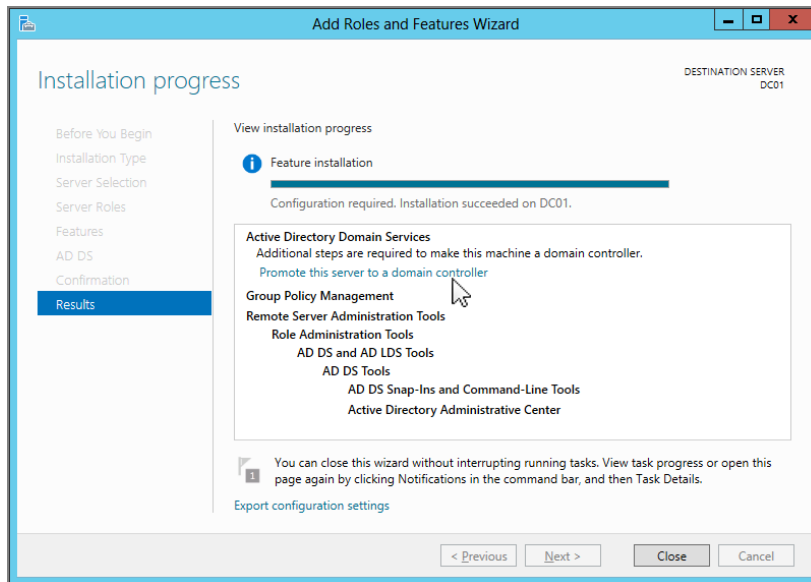 Add Roles and Features Wizard
Installation progress
DESTINATION SERVER
DC01
Before You Begin
Installation Type
Server Selection
Server Roles
Features
AD DS
Confirmation
Results
View installation progress
Feature installation
Configuration required. Installation succeeded on DC01.
Active Directory Domain Services
Additional steps are required to make this machine a domain controller.
Promote this server to a domain controller
Group Policy Management
Remote Server Administration Tools
Role Administration Tools
AD DS and AD LDS Tools
AD DS Tools
AD DS Snap-Ins and Command-Line Tools
Active Directory Administrative Center
1
You can close this wizard without interrupting running tasks. View task progress or open this
page again by clicking Notifications in the command bar, and then Task Details.
Export configuration settings
< Previous
Next >
Close
Cancel